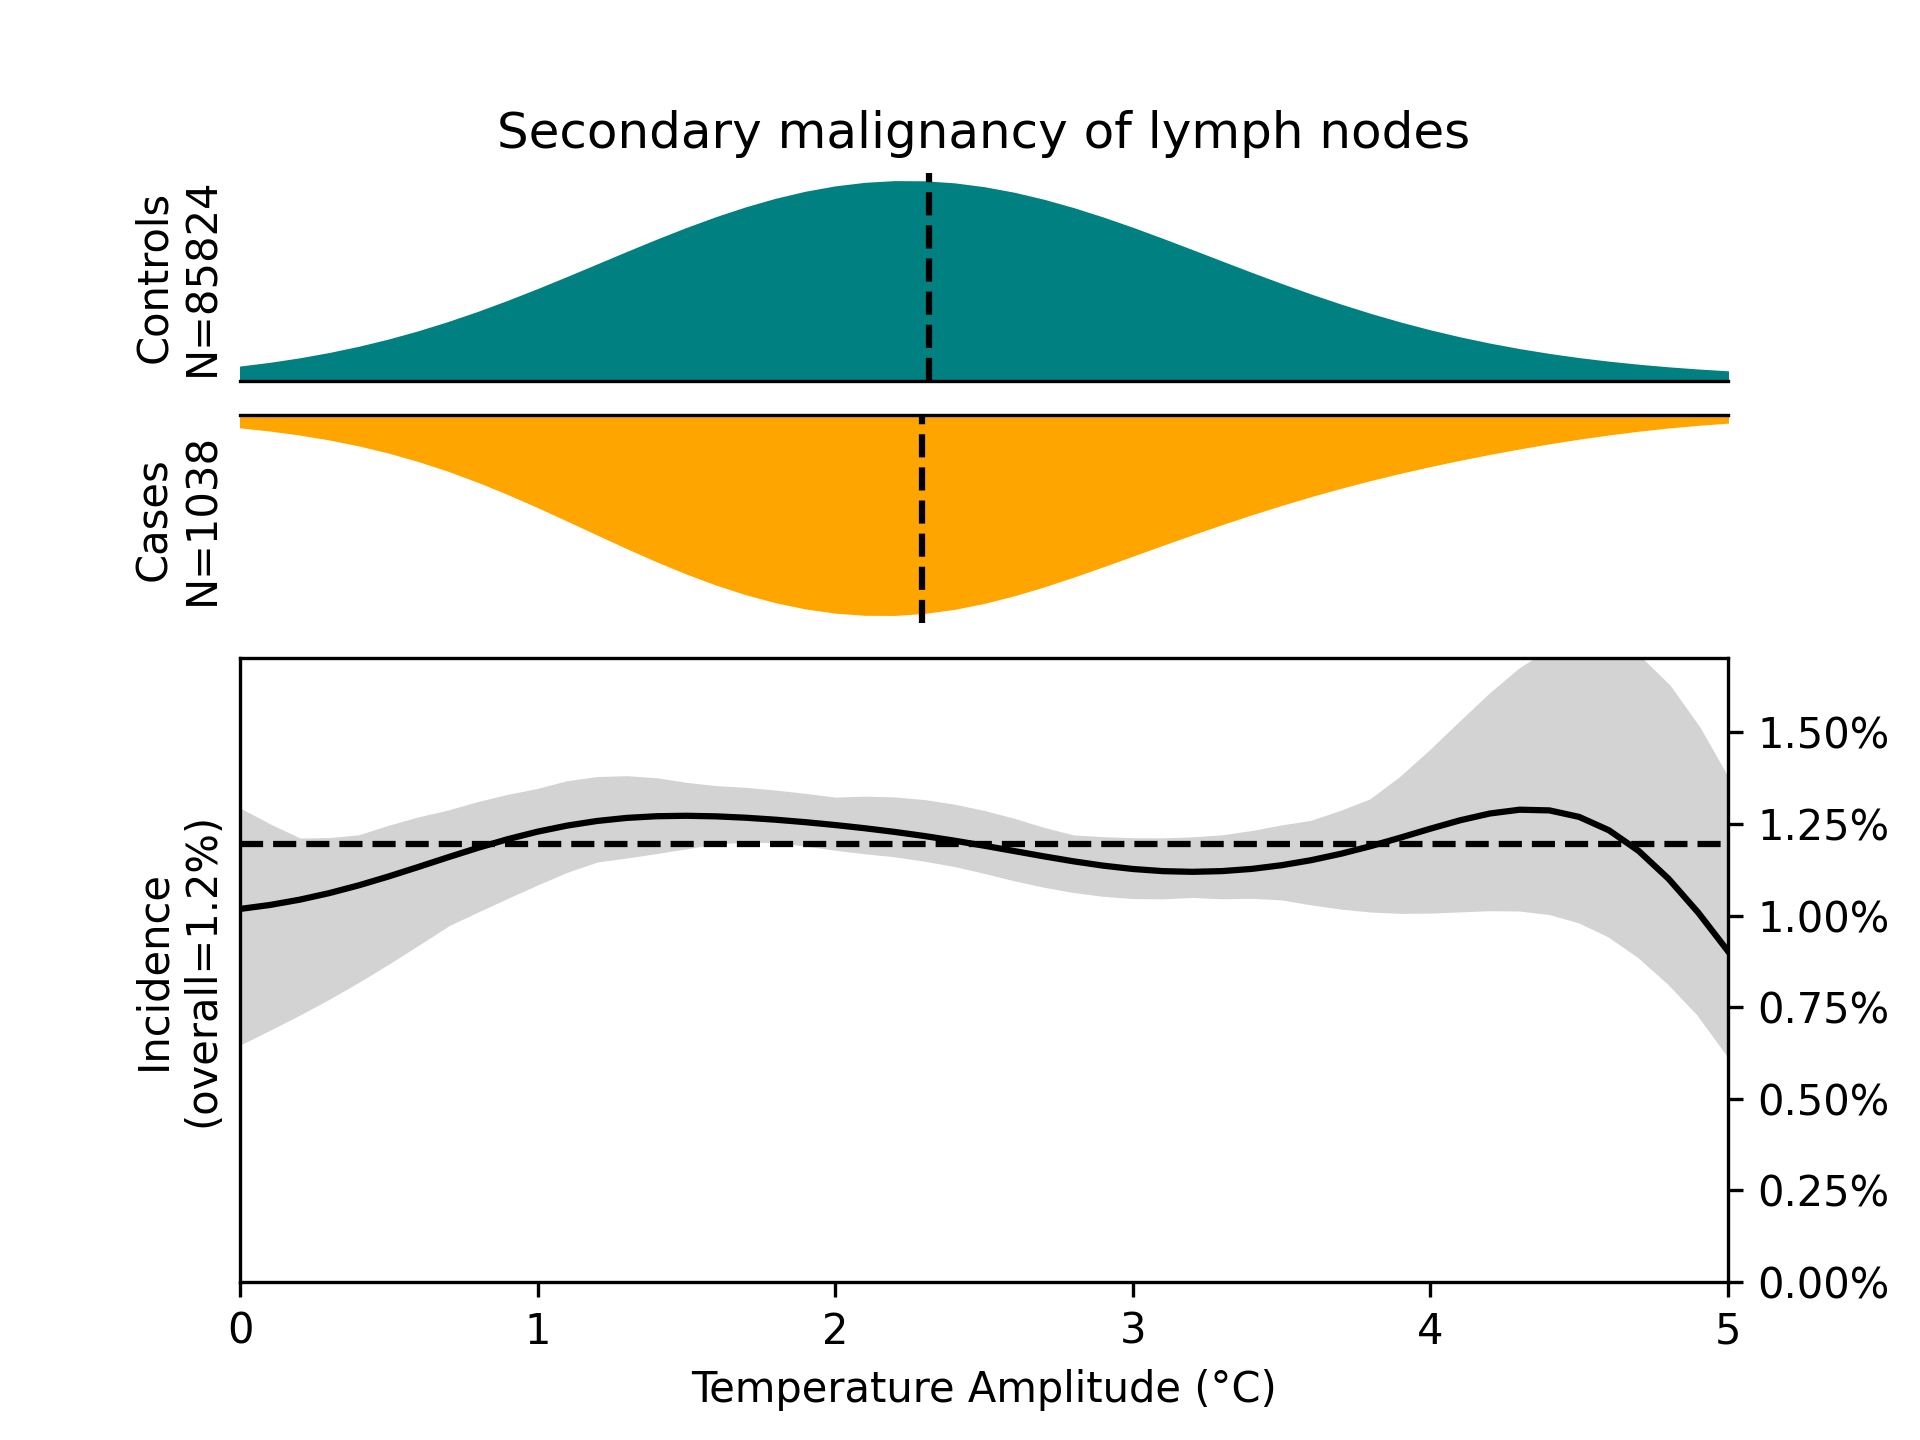 Secondary malignancy of lymph nodes
Controls
N=85824
Cases
N=1038
Incidence
(overall=1.2%)
1.50%
1.25%
1.00%
0.75%
0.50%
0.25%
0.00%
0 1 2 3 4 5
Temperature Amplitude (°C)